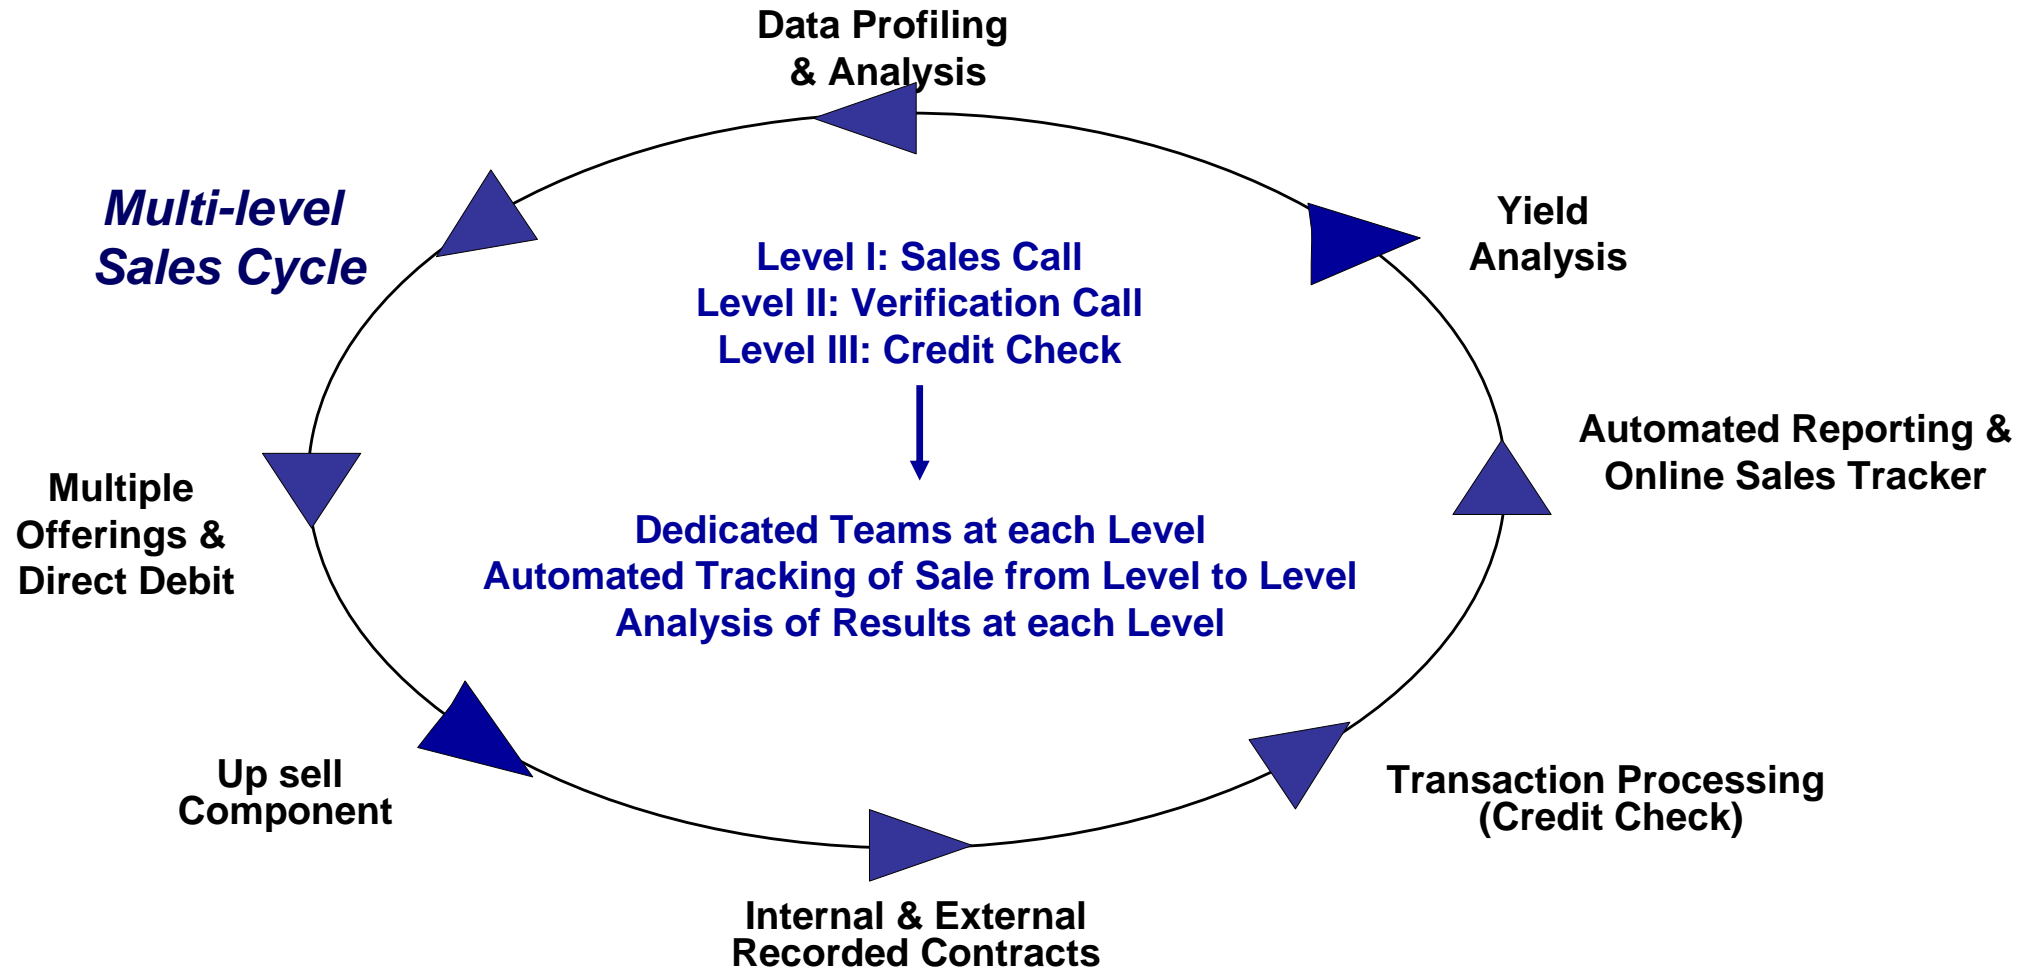 Data Profiling
& Analysis
Multi-level
Sales Cycle
Yield
Analysis
Level I: Sales Call
Level II: Verification Call
Level III: Credit Check
Automated Reporting &
Online Sales Tracker
Multiple
Offerings &
Direct Debit
Dedicated Teams at each Level
Automated Tracking of Sale from Level to Level
Analysis of Results at each Level
Up sell
Component
Transaction Processing
(Credit Check)
Internal & External
Recorded Contracts